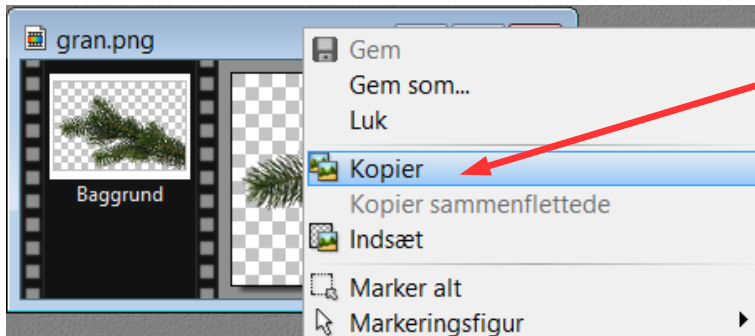 gran.png
Baggrund
Gem
Gem som...
Luk
Kopier
Kopier sammenflettede
Indsæt
Marker alt
Markeringsfigur